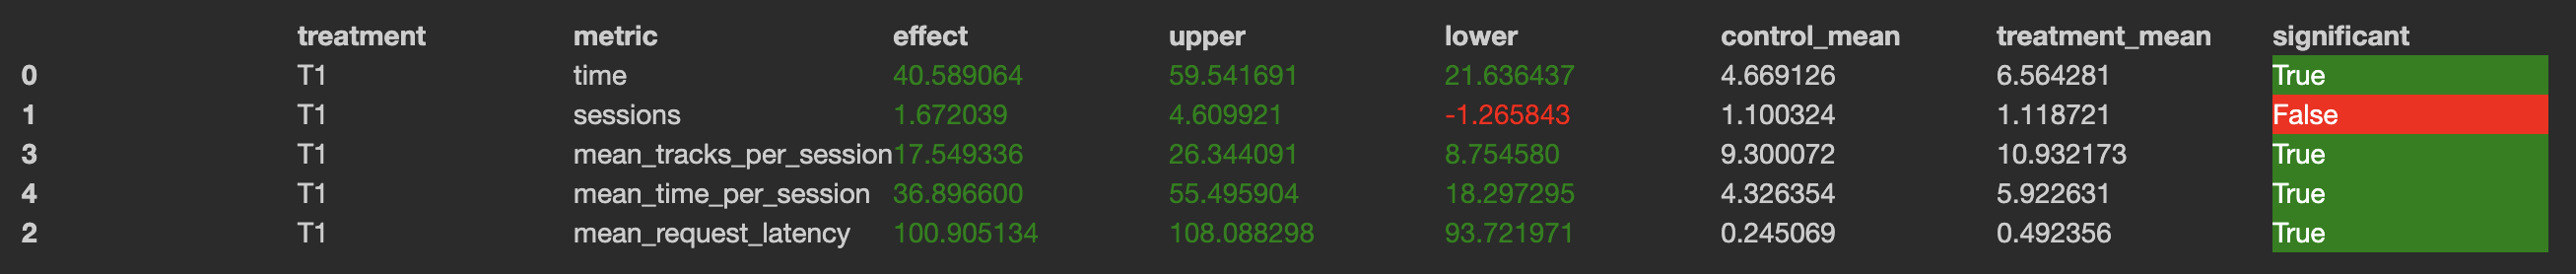 treatment metric effect upper lower control_mean treatment_mean significant
0 T1 time 40.589064 59.541691 21.636437 4.669126 6.564281 True
1 T1 sessions 1.672039 4.609921 -1.265843 1.100324 1.118721 False
3 T1 mean_tracks_per_session 17.549336 26.344091 8.754580 9.300072 10.932173 True
4 T1 mean_time_per_session 36.896600 55.495904 18.297295 4.326354 5.922631 True
2 T1 mean_request_latency 100.905134 108.088298 93.721971 0.245069 0.492356 True